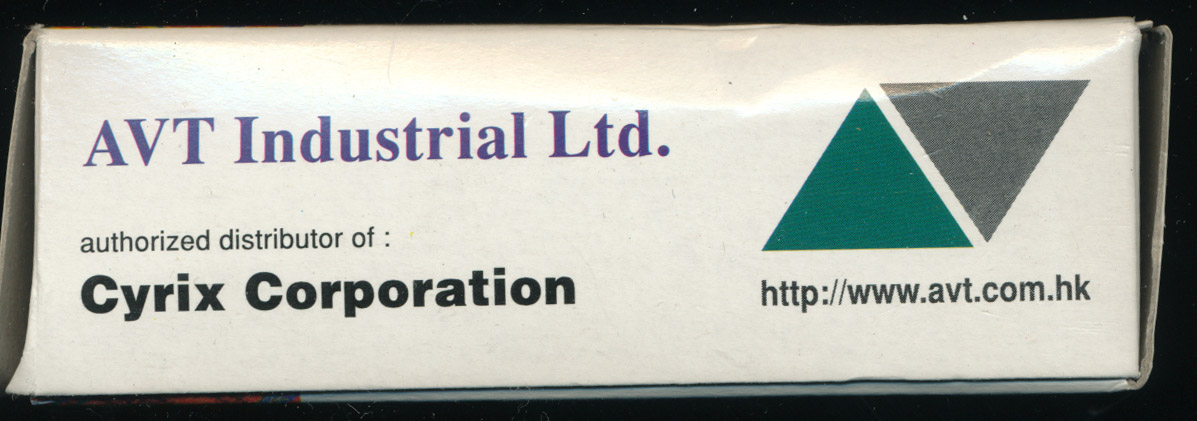 AVT Industrial Ltd.
authorized distributor of :
Cyrix Corporation
http://www.avt.com.hk